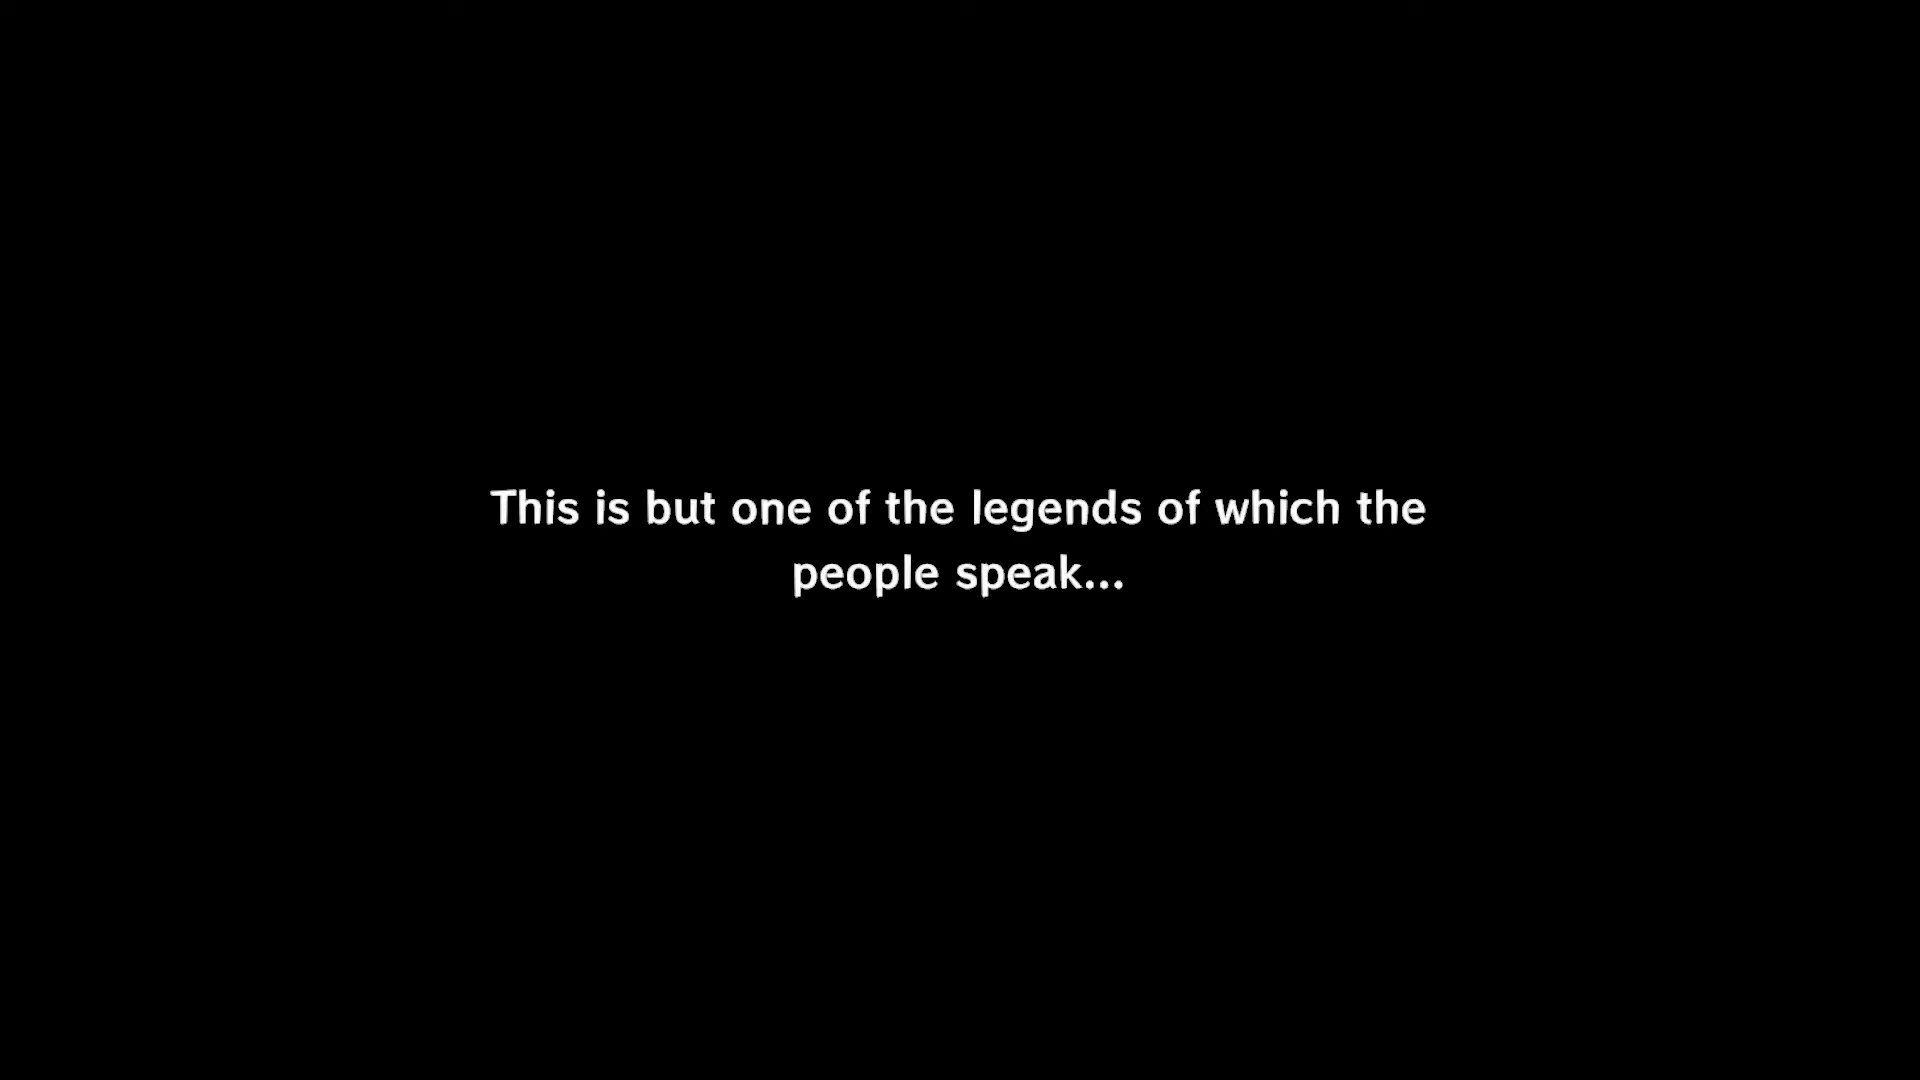 This is but one of the legends of which the
people speak...